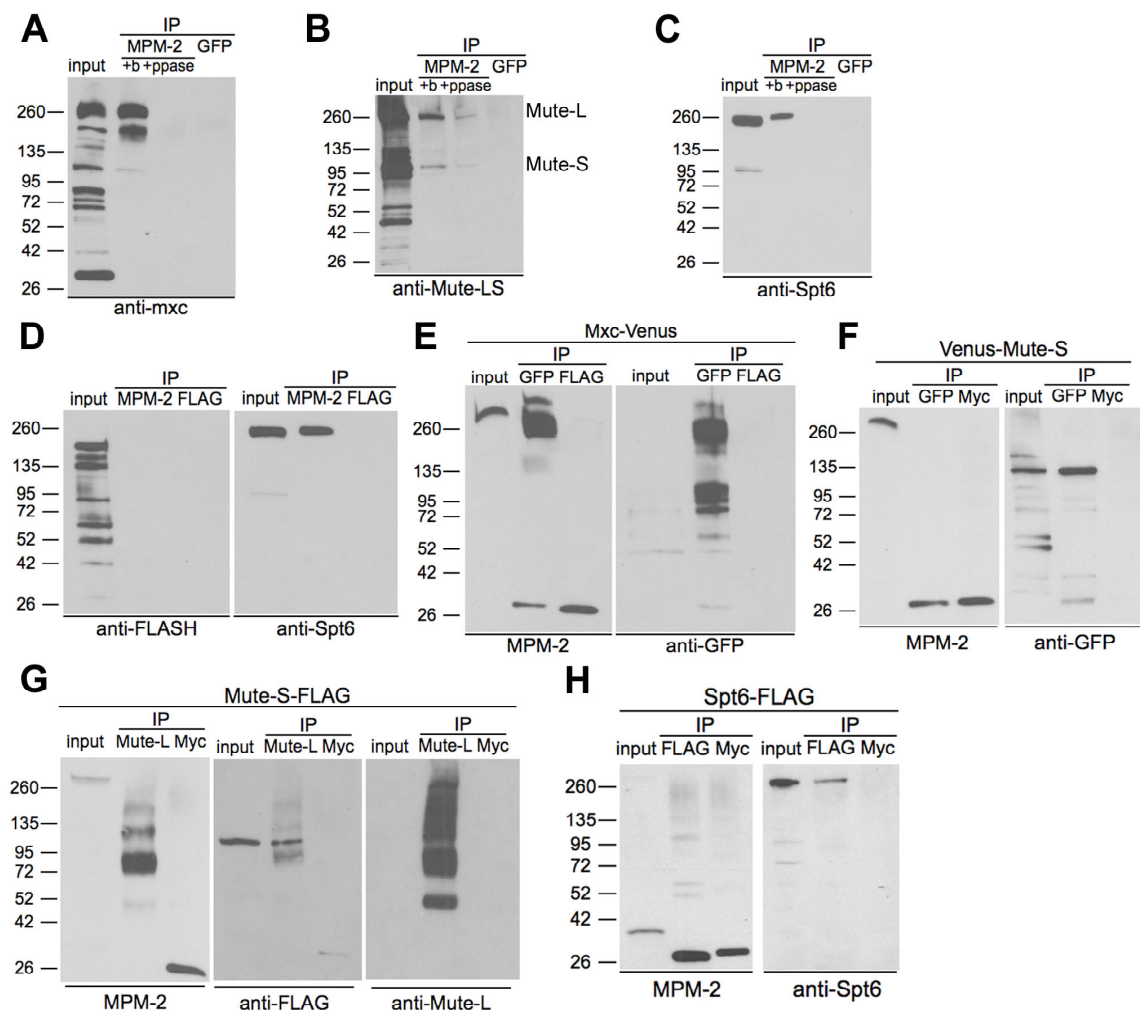 A
IP
MPM-2 GFP
input +b +ppase
260
135
95
72
52
42
26
anti-mxc
B
IP
MPM-2 GFP
input +b +ppase
260
135
95
72
52
42
26
Mute-L
Mute-S
anti-Mute-LS
C
IP
MPM-2 GFP
input +b +ppase
260
135
95
72
52
42
26
anti-Spt6
D
IP
input MPM-2 FLAG
IP
input MPM-2 FLAG
260
135
95
72
52
42
26
anti-FLASH
anti-Spt6
E
Mxc-Venus
IP
input GFP FLAG
IP
input GFP FLAG
260
135
95
72
52
42
26
MPM-2
anti-GFP
F
Venus-Mute-S
IP
input GFP Myc
IP
input GFP Myc
260
135
95
72
52
42
26
MPM-2
anti-GFP
G
Mute-S-FLAG
IP
input Mute-L Myc
IP
input Mute-L Myc
IP
input Mute-L Myc
260
135
95
72
52
42
26
MPM-2
anti-FLAG
anti-Mute-L
H
Spt6-FLAG
IP
input FLAG Myc
IP
input FLAG Myc
260
135
95
72
52
42
26
MPM-2
anti-Spt6